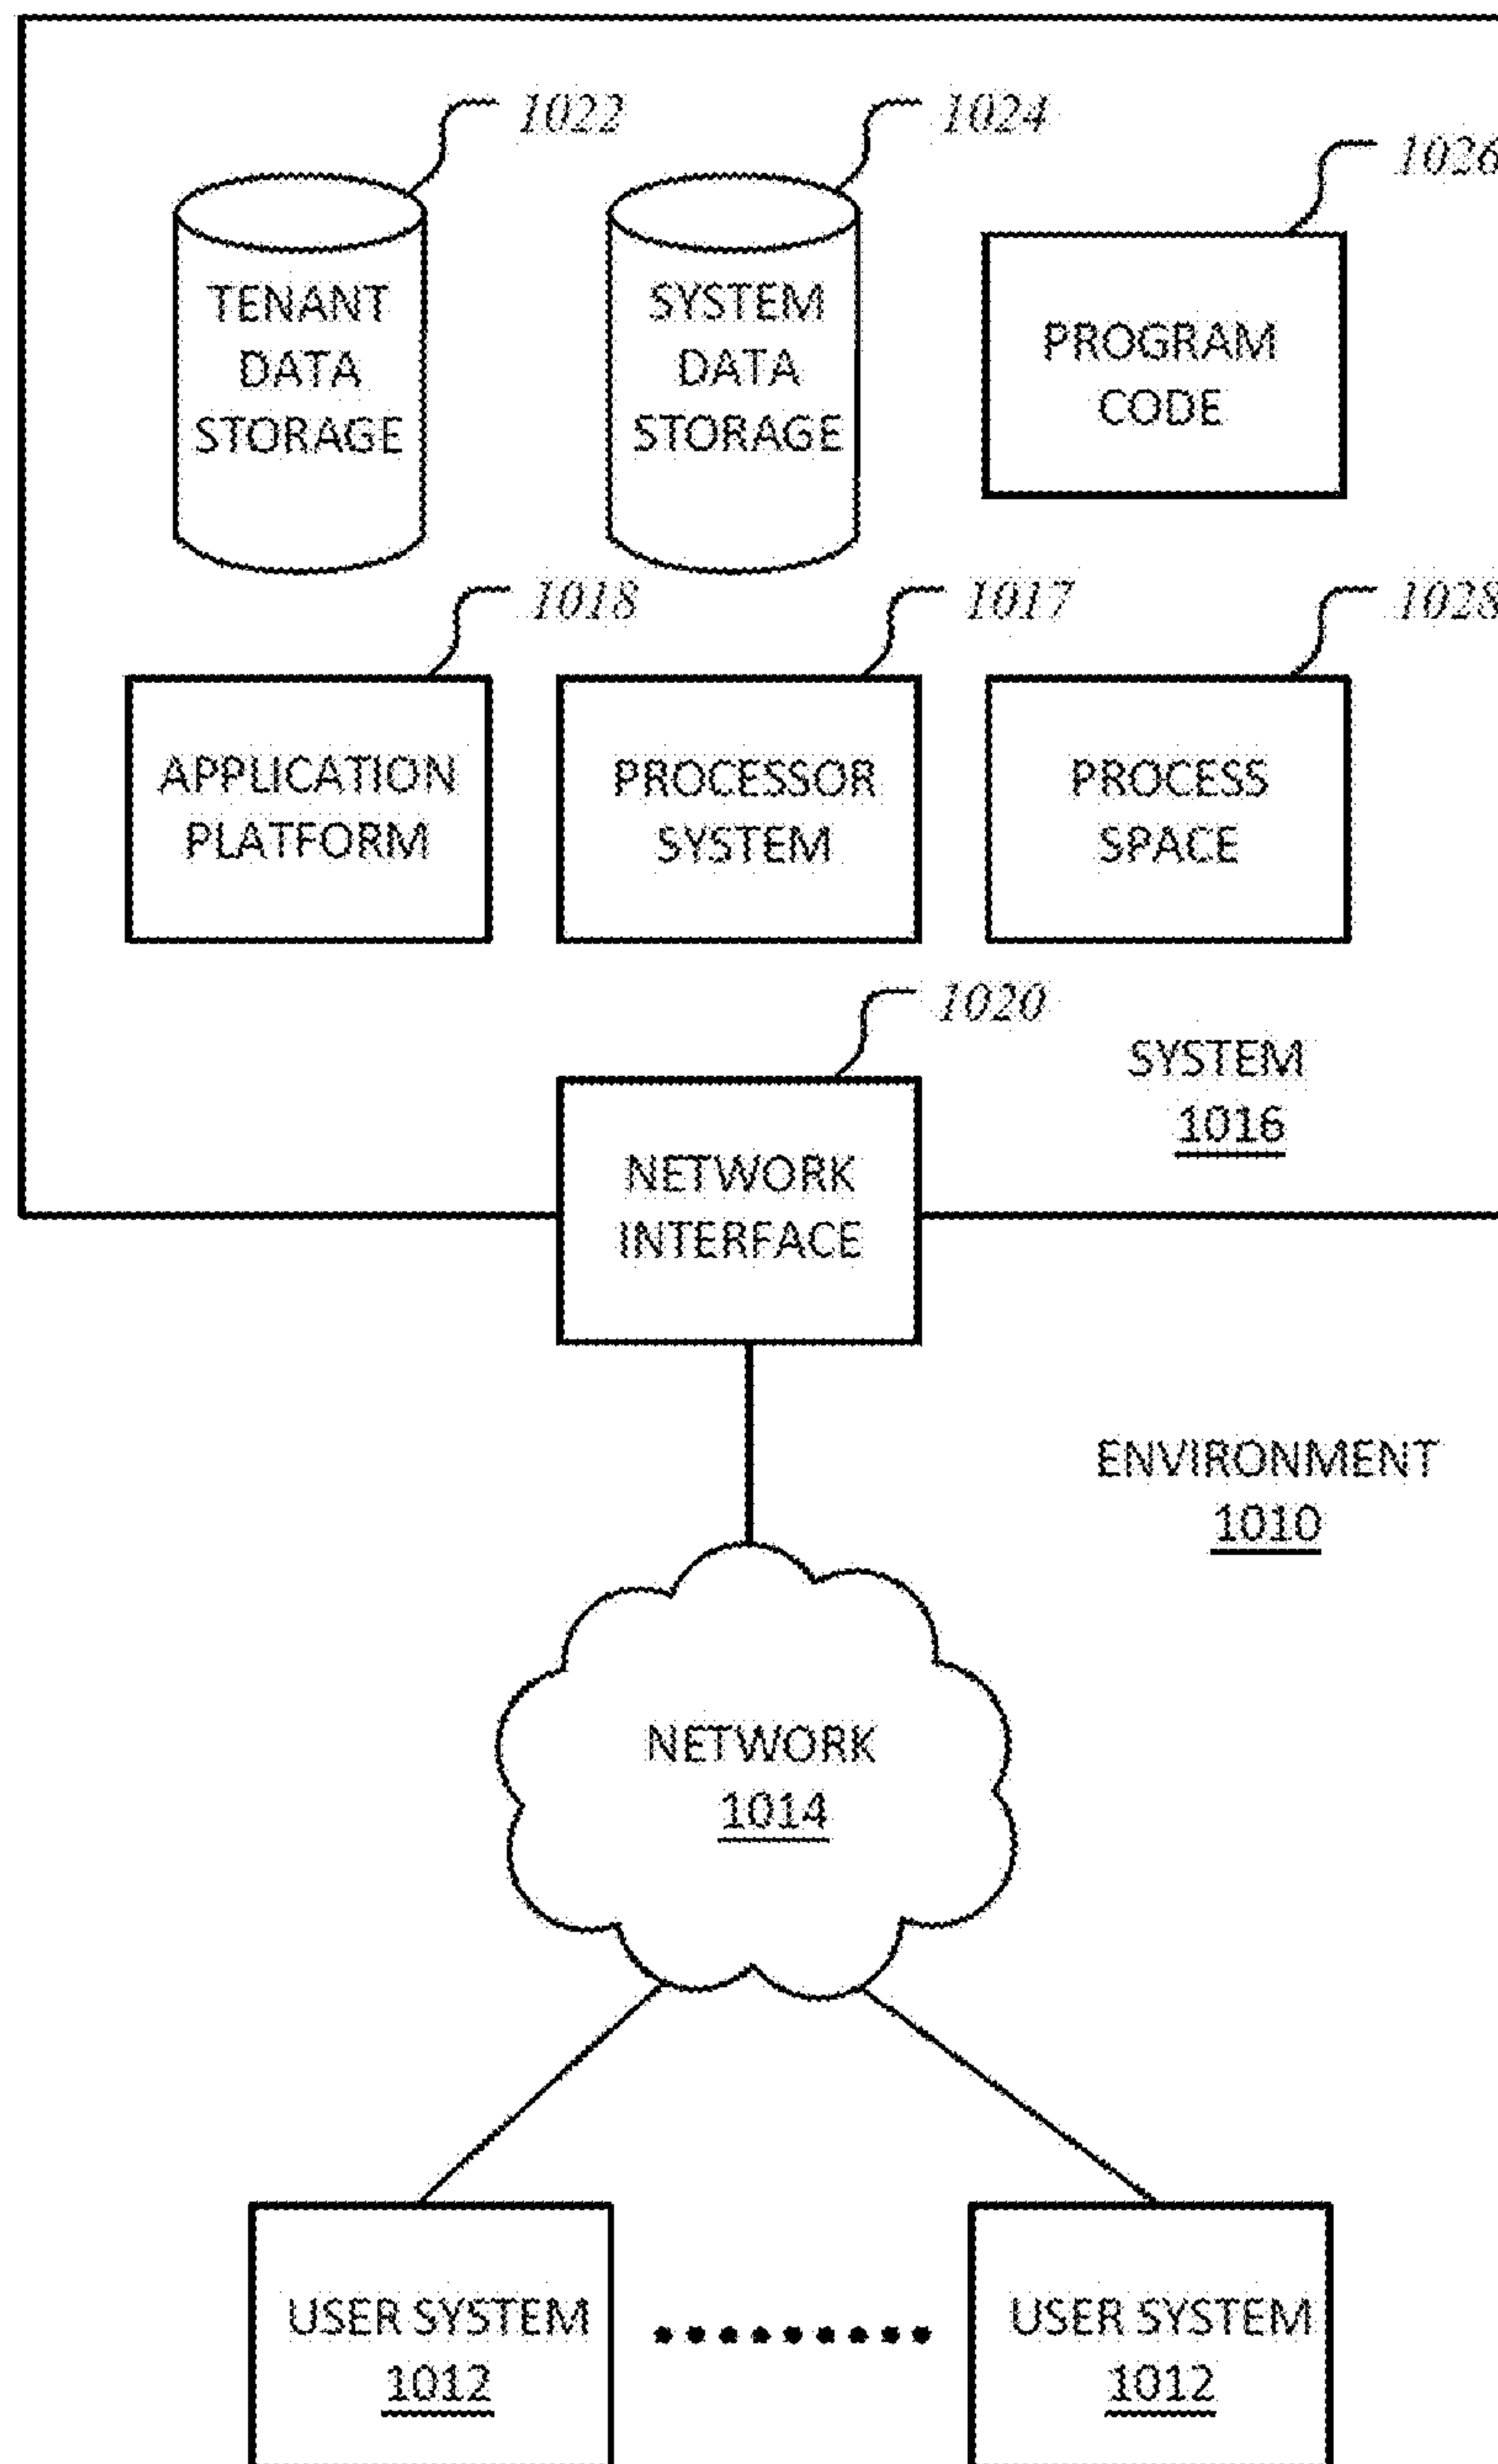 1022
1024
1026
TENANT
DATA
STORAGE
SYSTEM
DATA
STORAGE
PROGRAM
CODE
1018
1017
1028
APPLICATION
PLATFORM
PROCESSOR
SYSTEM
PROCESS
SPACE
1020
SYSTEM
1016
NETWORK
INTERFACE
ENVIRONMENT
1010
NETWORK
1014
USER SYSTEM
1012
USER SYSTEM
1012